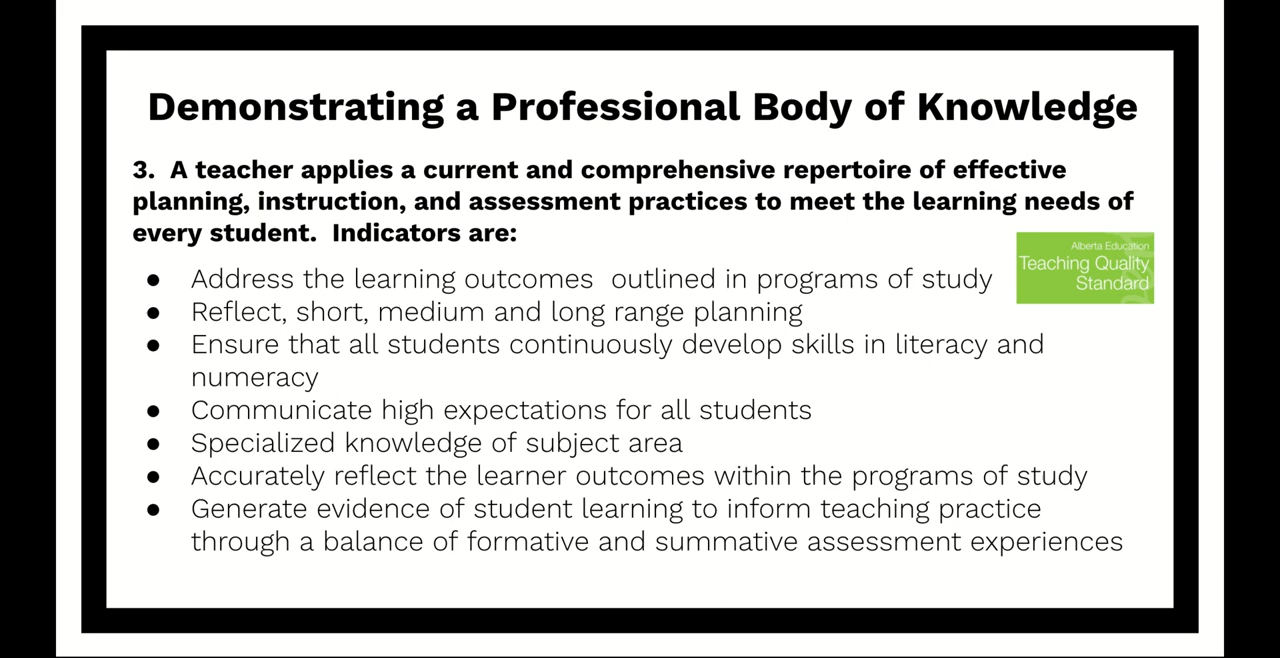 Demonstrating a Professional Body of Knowledge
3.  A teacher applies a current and comprehensive repertoire of effective
planning, instruction, and assessment practices to meet the learning needs of
every student.  Indicators are:
Alberta Education
Teaching Quality
Standard
● Address the learning outcomes  outlined in programs of study
● Reflect, short, medium and long range planning
● Ensure that all students continuously develop skills in literacy and
numeracy
● Communicate high expectations for all students
● Specialized knowledge of subject area
● Accurately reflect the learner outcomes within the programs of study
● Generate evidence of student learning to inform teaching practice
through a balance of formative and summative assessment experiences